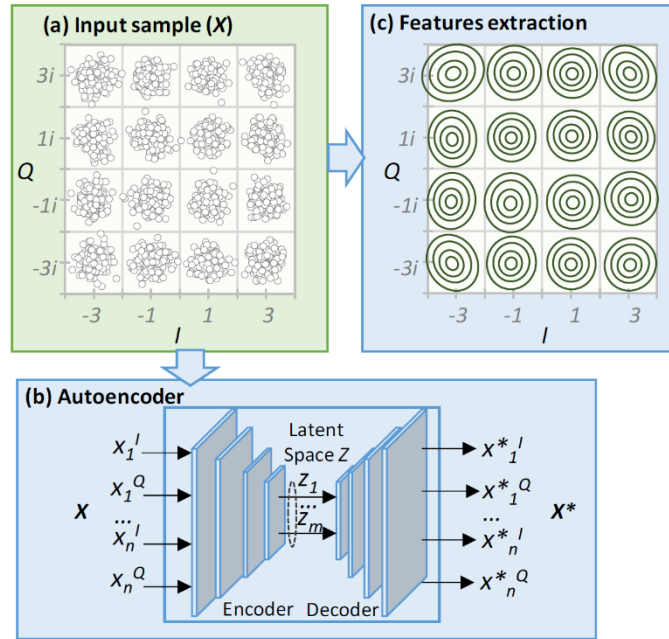 (a) Input sample (X)
3i
1i
Q
-1i
-3i
-3 -1 1 3
I
(c) Features extraction
3i
1i
Q
-1i
-3i
-3 -1 1 3
I
(b) Autoencoder
X
x₁ᴵ
x₁Q
...
xₙᴵ
xₙQ
Latent
Space Z
z₁
...
zₘ
Encoder Decoder
x*₁ᴵ
x*₁Q
...
x*ₙᴵ
x*ₙQ
X*